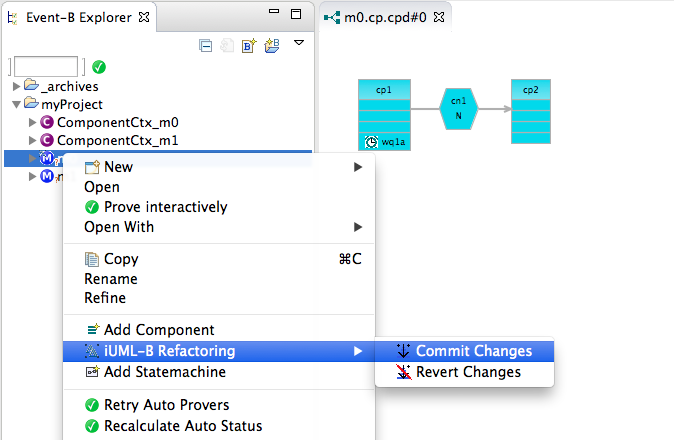 Event-B Explorer
m0.cp.cpd#0
_archives
myProject
ComponentCtx_m0
ComponentCtx_m1
New
Open
Prove interactively
Open With
Copy ⌘C
Rename
Refine
Add Component
iUML-B Refactoring
Add Statemachine
Retry Auto Provers
Recalculate Auto Status
Commit Changes
Revert Changes
cp1
wq1a
cn1
N
cp2